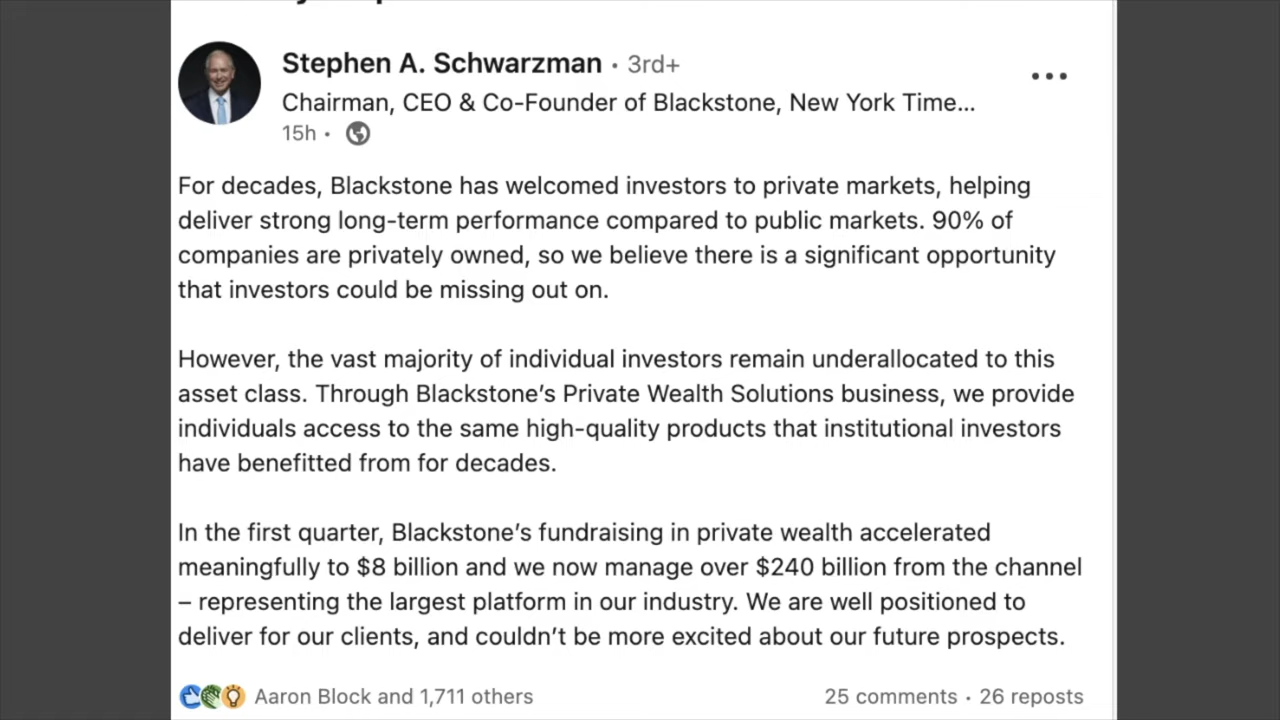 Stephen A. Schwarzman · 3rd+
Chairman, CEO & Co-Founder of Blackstone, New York Time...
15h ·
For decades, Blackstone has welcomed investors to private markets, helping
deliver strong long-term performance compared to public markets. 90% of
companies are privately owned, so we believe there is a significant opportunity
that investors could be missing out on.
However, the vast majority of individual investors remain underallocated to this
asset class. Through Blackstone’s Private Wealth Solutions business, we provide
individuals access to the same high-quality products that institutional investors
have benefitted from for decades.
In the first quarter, Blackstone’s fundraising in private wealth accelerated
meaningfully to $8 billion and we now manage over $240 billion from the channel
– representing the largest platform in our industry. We are well positioned to
deliver for our clients, and couldn’t be more excited about our future prospects.
Aaron Block and 1,711 others 25 comments · 26 reposts